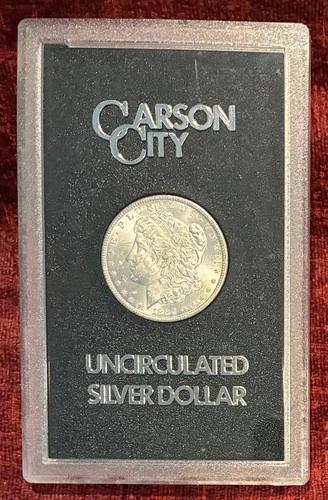 CARSON
CITY
UNCIRCULATED
SILVER DOLLAR